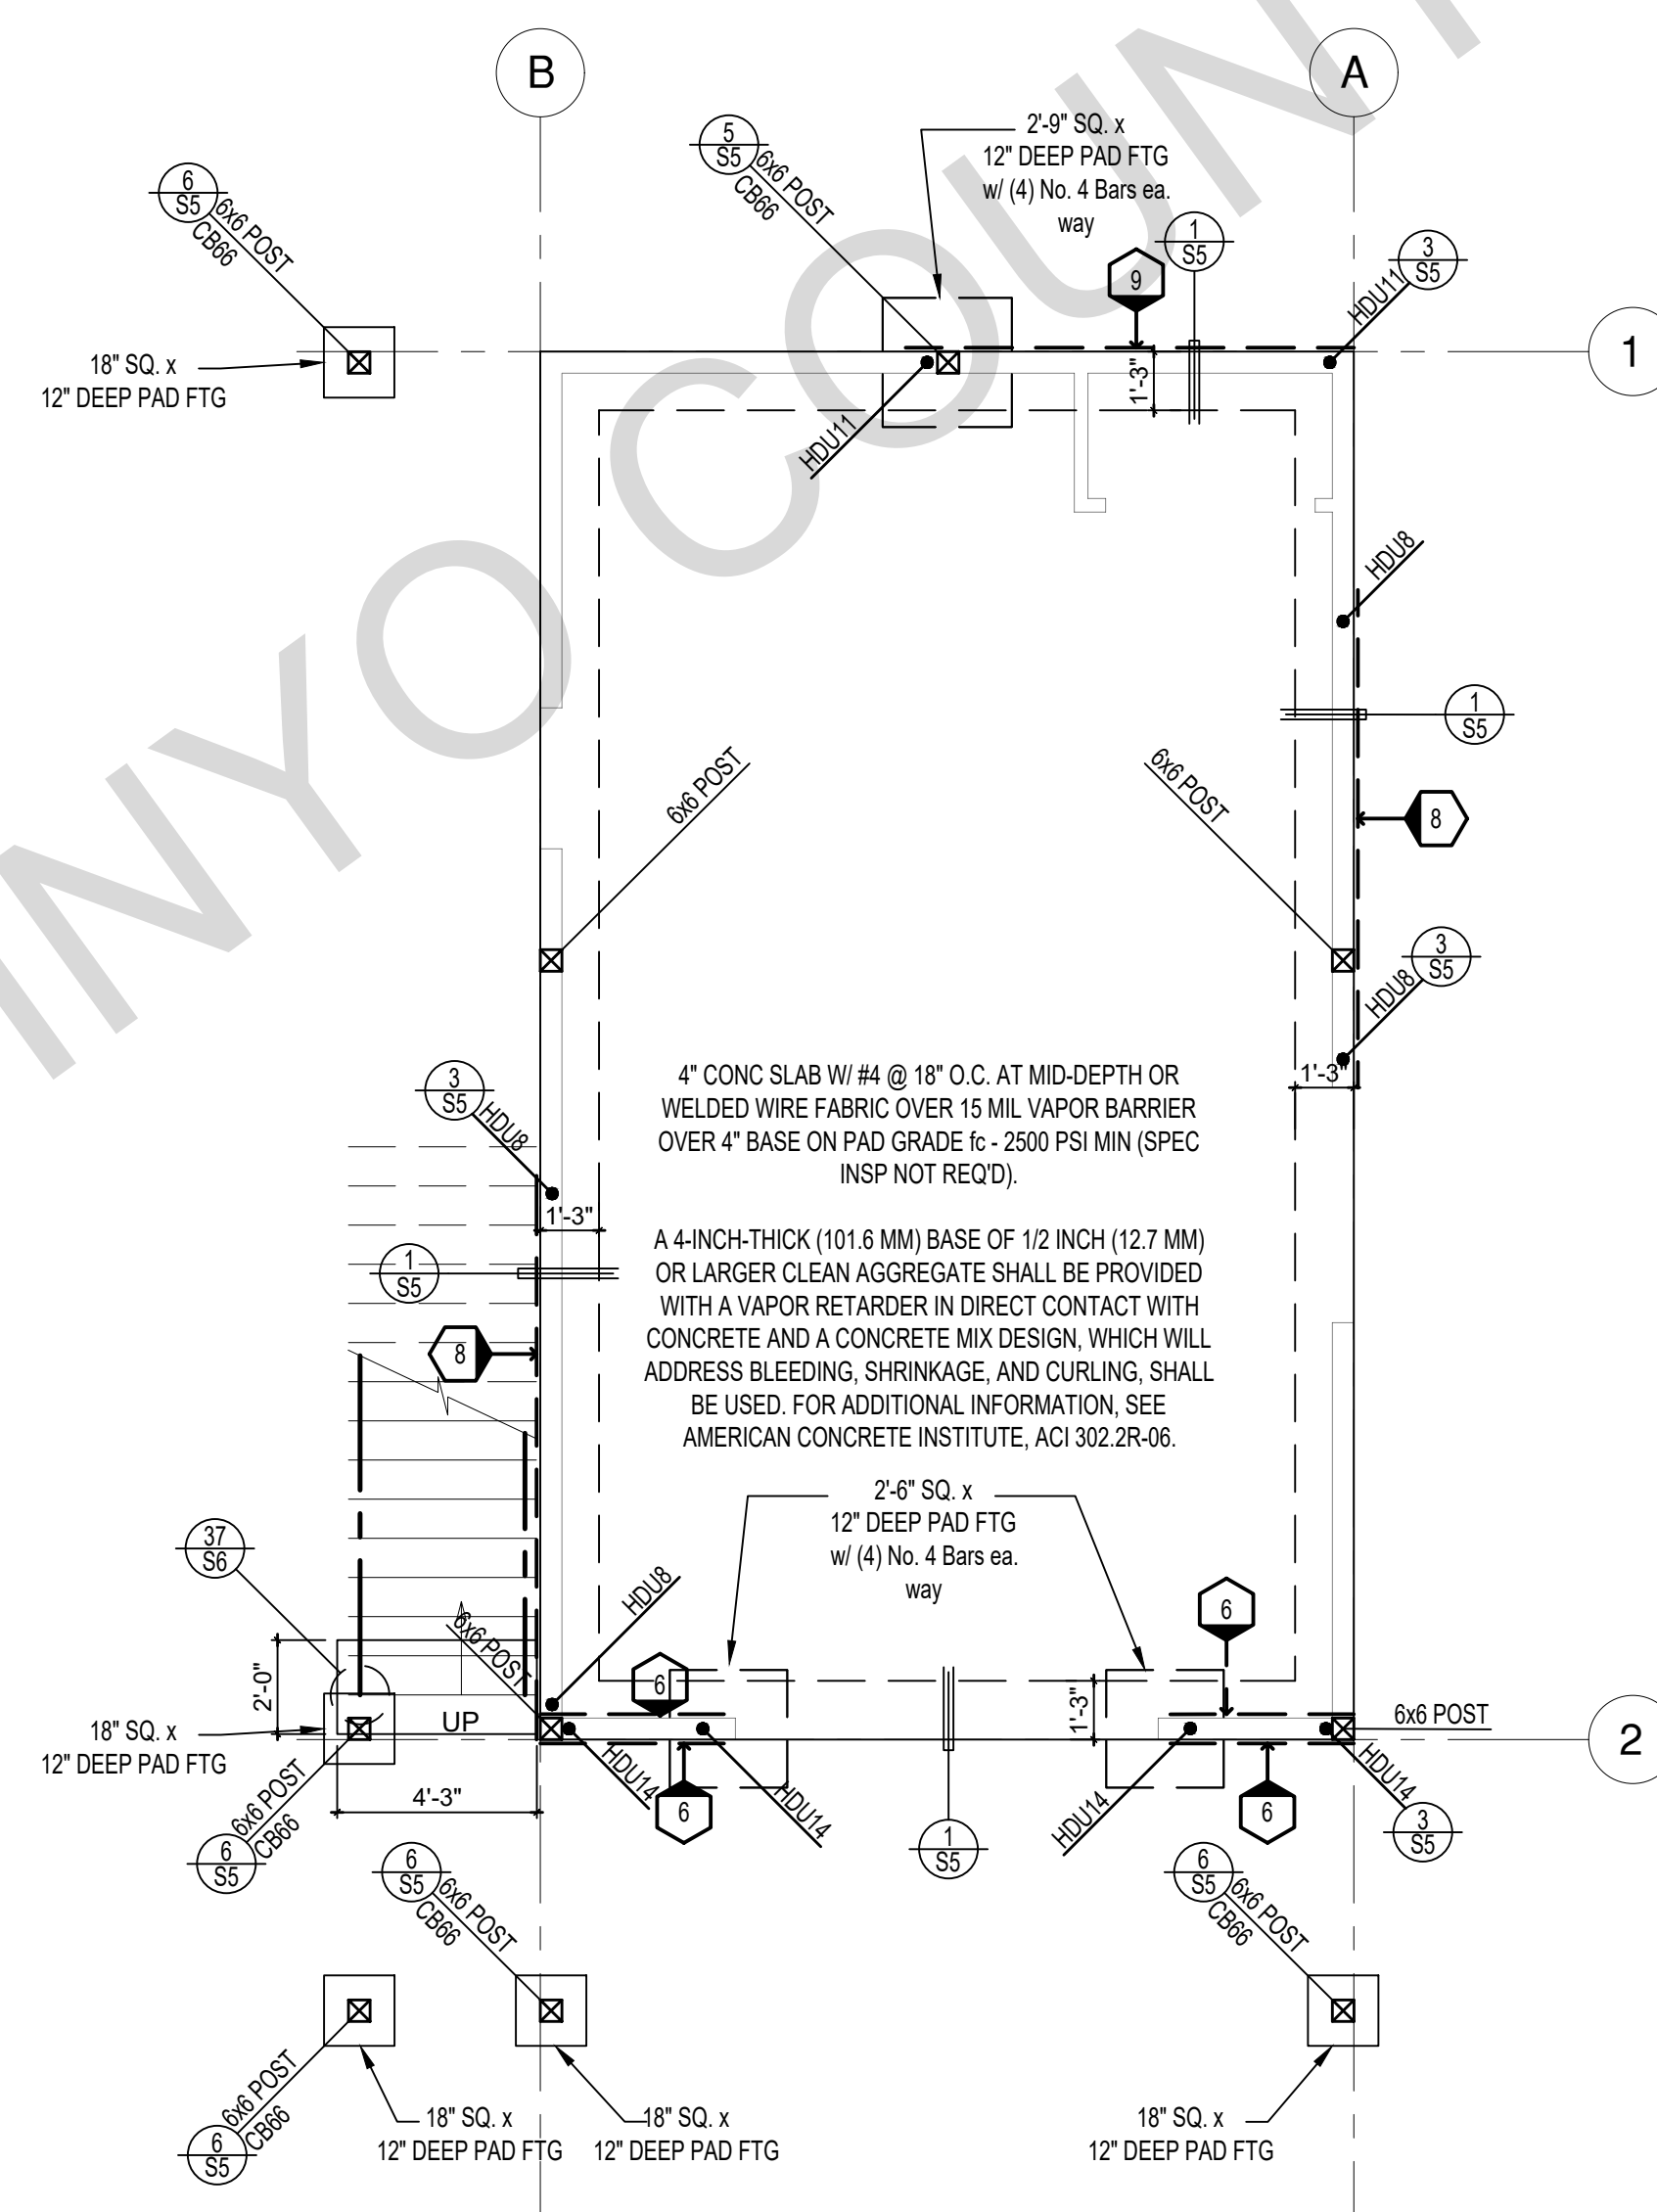 INYO COUN
B
A
5
S5
6x6 POST
CB66
2'-9" SQ. x
12" DEEP PAD FTG
w/ (4) No. 4 Bars ea.
way
6
S5
6x6 POST
CB66
1
S5
3
S5
HDU11
9
18" SQ. x
12" DEEP PAD FTG
1
1'-3"
HDU11
HDU8
1
S5
6x6 POST
6x6 POST
8
3
S5
HDU8
1'-3"
4" CONC SLAB W/ #4 @ 18" O.C. AT MID-DEPTH OR
WELDED WIRE FABRIC OVER 15 MIL VAPOR BARRIER
OVER 4" BASE ON PAD GRADE fc - 2500 PSI MIN (SPEC
INSP NOT REQ'D).
3
S5
HDU8
1'-3"
1
S5
8
A 4-INCH-THICK (101.6 MM) BASE OF 1/2 INCH (12.7 MM)
OR LARGER CLEAN AGGREGATE SHALL BE PROVIDED
WITH A VAPOR RETARDER IN DIRECT CONTACT WITH
CONCRETE AND A CONCRETE MIX DESIGN, WHICH WILL
ADDRESS BLEEDING, SHRINKAGE, AND CURLING, SHALL
BE USED. FOR ADDITIONAL INFORMATION, SEE
AMERICAN CONCRETE INSTITUTE, ACI 302.2R-06.
2'-6" SQ. x
12" DEEP PAD FTG
w/ (4) No. 4 Bars ea.
way
37
S6
HDU8
6x6 POST
6
6
2'-0"
1'-3"
UP
18" SQ. x
12" DEEP PAD FTG
6x6 POST
2
4'-3"
HDU14
HDU14
HDU14
HDU14
6
6
3
S5
1
S5
6x6 POST
CB66
6
S5
6
S5
6x6 POST
CB66
6
S5
6x6 POST
CB66
6x6 POST
CB66
6
S5
18" SQ. x
12" DEEP PAD FTG
18" SQ. x
12" DEEP PAD FTG
18" SQ. x
12" DEEP PAD FTG